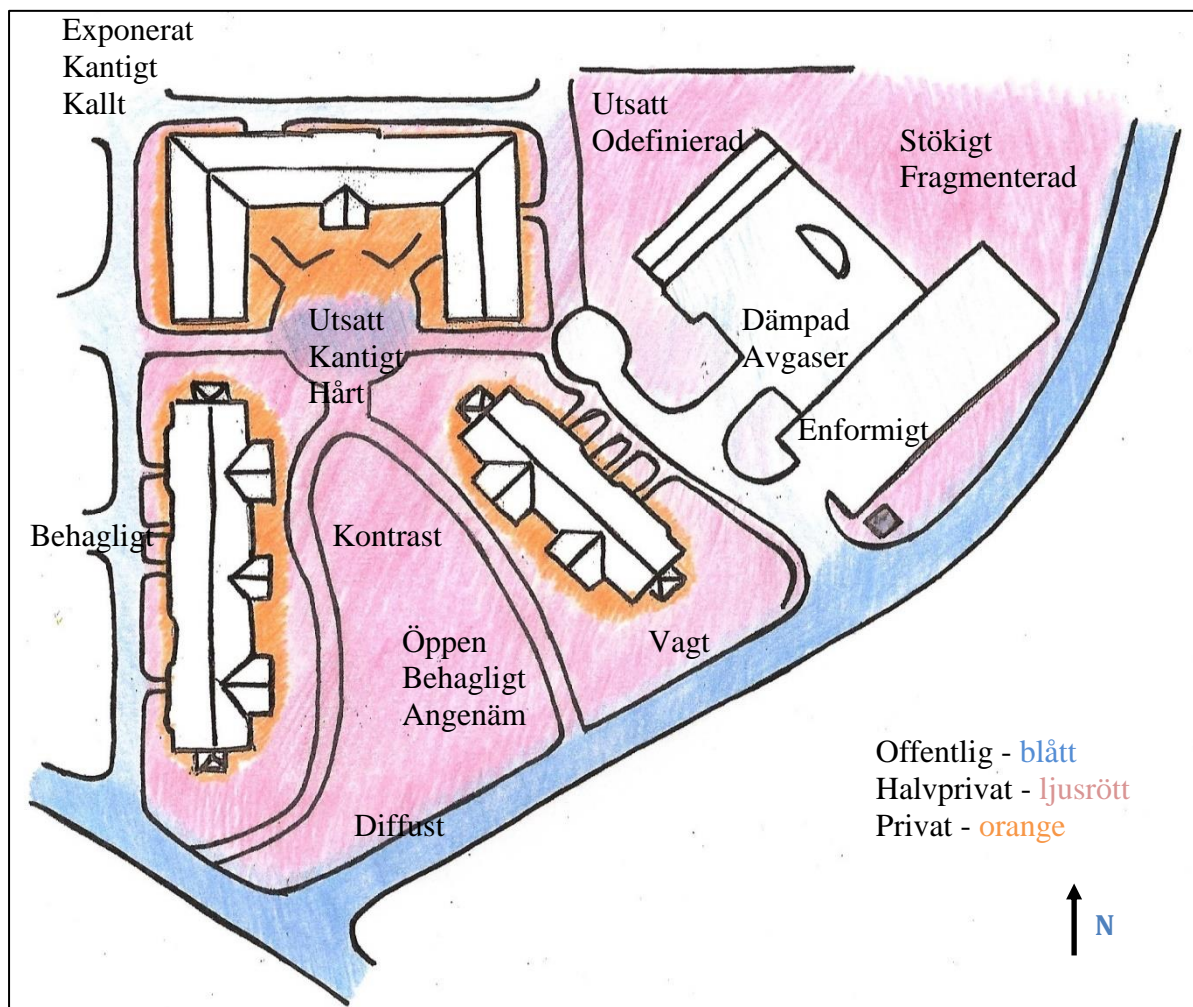 Exponerat
Kantigt
Kallt
Utsatt
Odefinierad
Stökigt
Fragmenterad
Utsatt
Kantigt
Hårt
Dämpad
Avgaser
Enformigt
Behagligt
Kontrast
Öppen
Behagligt
Angenäm
Vagt
Diffust
Offentlig - blått
Halvprivat - ljusrött
Privat - orange
N